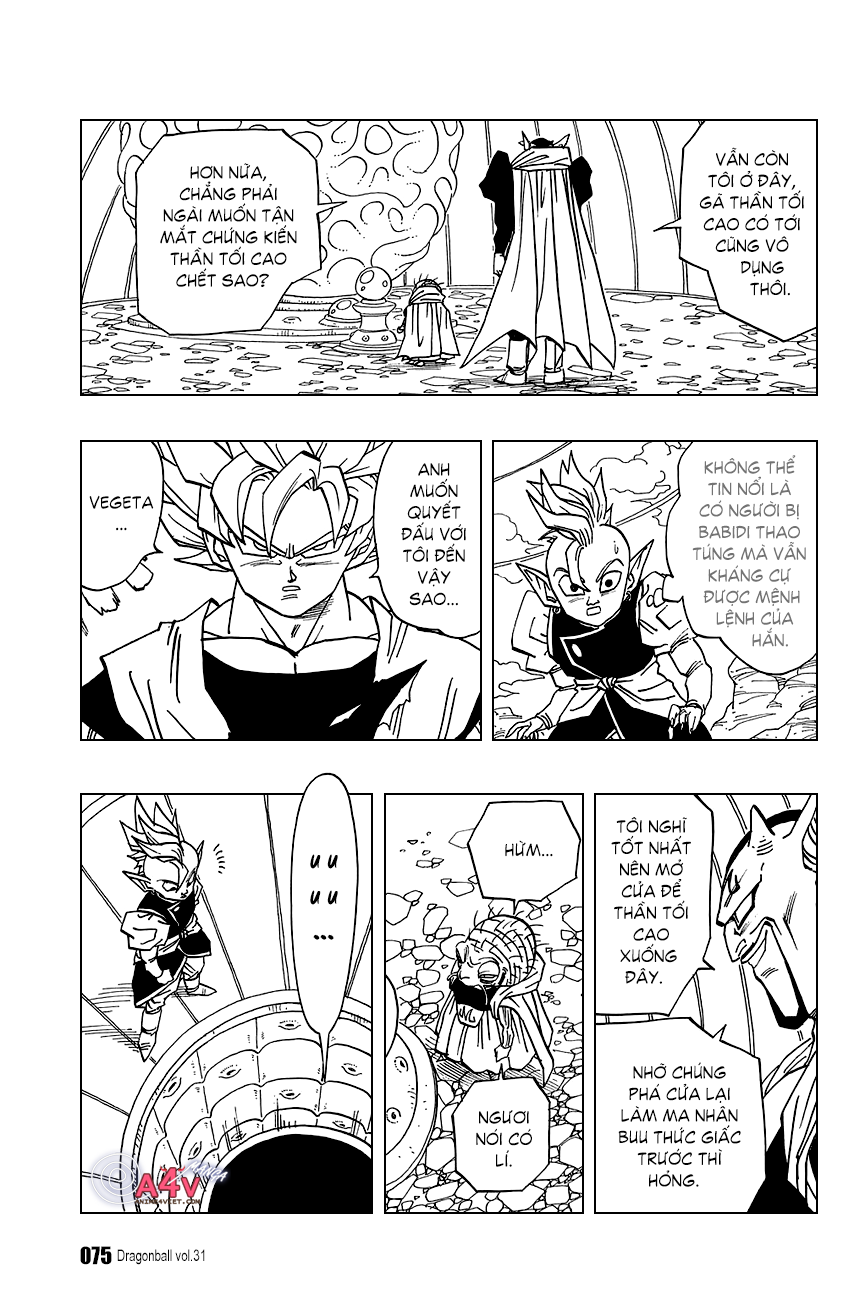 VẪN CÒN
TÔI Ở ĐÂY,
GÃ THẦN TỐI
CAO CÓ TỚI
CŨNG VÔ
DỤNG
THÔI.
HƠN NỮA,
CHẲNG PHẢI
NGÀI MUỐN TẬN
MẮT CHỨNG KIẾN
THẦN TỐI CAO
CHẾT SAO?
KHÔNG THỂ
TIN NỔI LÀ
CÓ NGƯỜI BỊ
BABIDI THAO
TÚNG MÀ VẪN
KHÁNG CỰ
ĐƯỢC MỆNH
LỆNH CỦA
HẮN.
ANH
MUỐN
QUYẾT
ĐẤU VỚI
TÔI ĐẾN
VẬY
SAO...
VEGETA
...
TÔI NGHĨ
TỐT NHẤT
NÊN MỞ
CỬA ĐỂ
THẦN TỐI
CAO
XUỐNG
ĐÂY.
NHỠ CHÚNG
PHÁ CỬA LẠI
LÀM MA NHÂN
BUU THỨC GIẤC
TRƯỚC THÌ
HỎNG.
HỪM...
NGƯƠI
NÓI CÓ
LÍ.
U U
U U
...
A4V
ANIME4VIET.COM
075 Dragonball vol.31